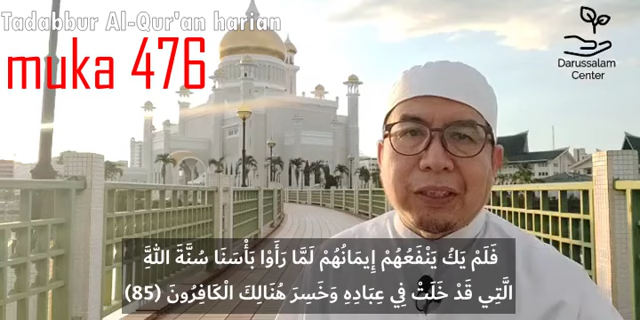 Tadabbur Al-Qur'an harian
muka 476
Darussalam
Center
فَلَمْ يَكُ يَنْفَعُهُمْ إِيمَانُهُمْ لَمَّا رَأَوْا بَأْسَنَا سُنَّةَ اللَّهِ
الَّتِي قَدْ خَلَتْ فِي عِبَادِهِ وَخَسِرَ هُنَالِكَ الْكَافِرُونَ (85)